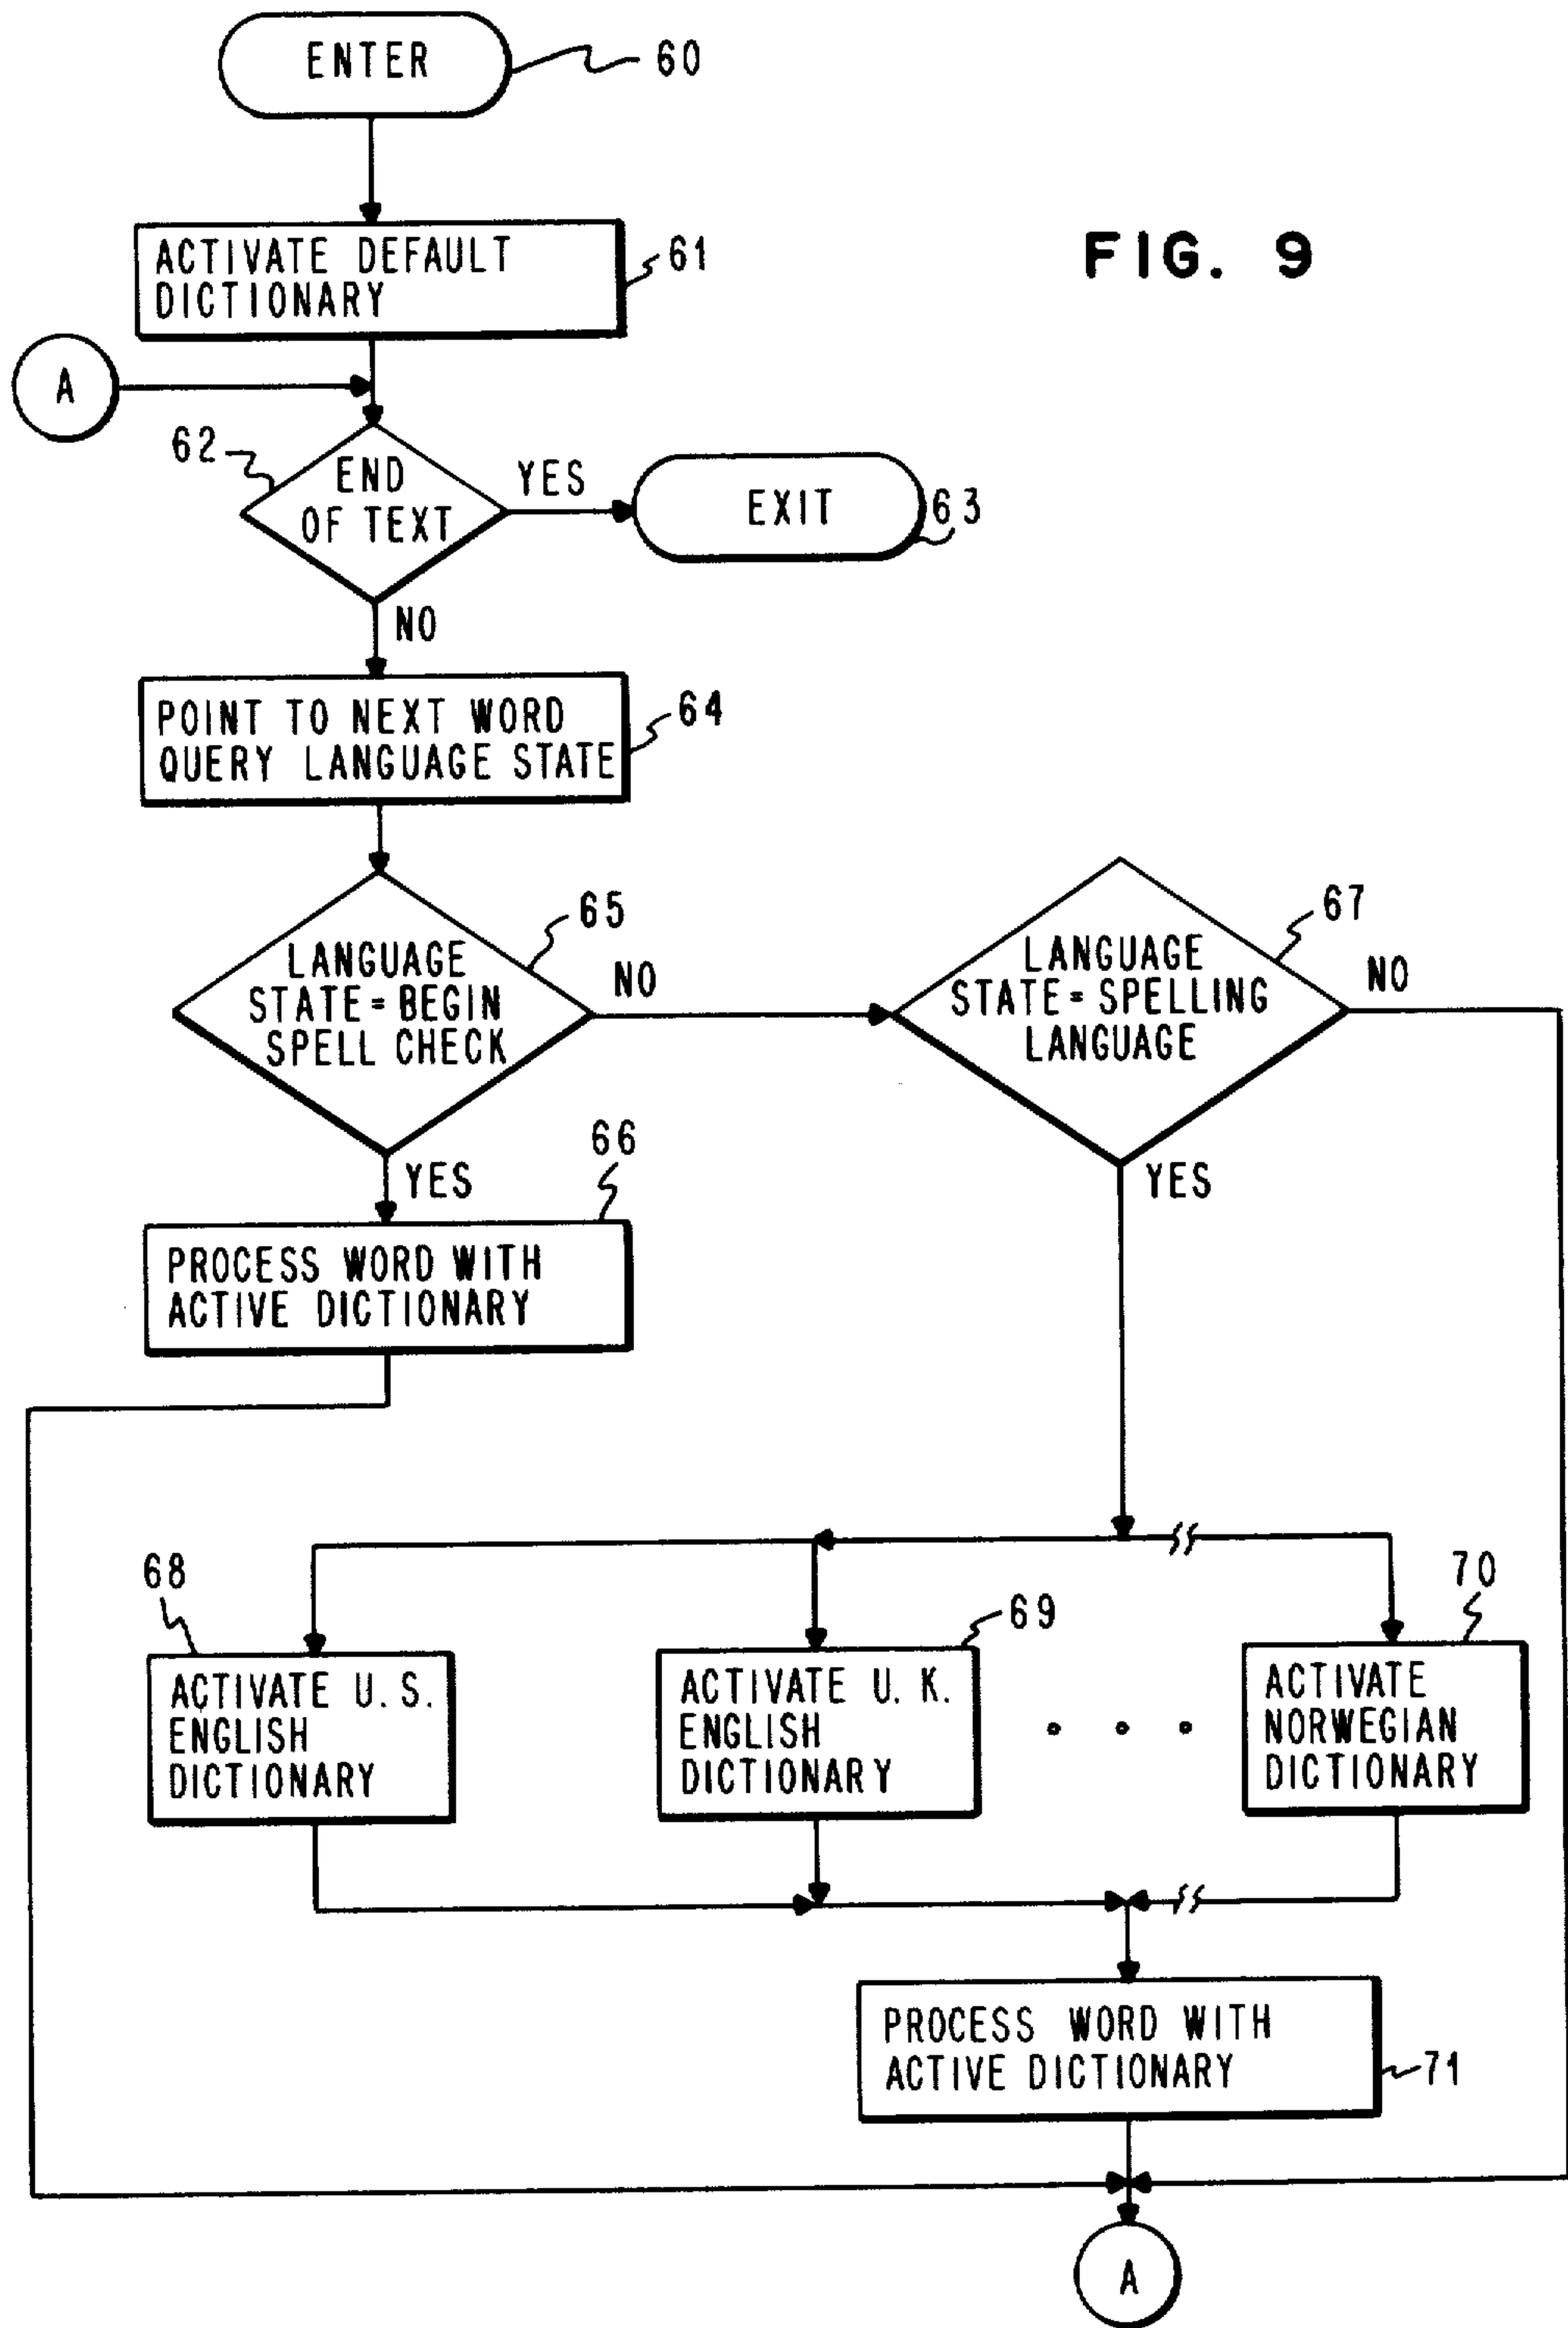 ENTER
60
ACTIVATE DEFAULT
DICTIONARY
61
FIG. 9
A
62
END
OF TEXT
YES
EXIT
63
NO
POINT TO NEXT WORD
QUERY LANGUAGE STATE
64
LANGUAGE
STATE = BEGIN
SPELL CHECK
65
NO
LANGUAGE
STATE = SPELLING
LANGUAGE
67
NO
YES
66
YES
PROCESS WORD WITH
ACTIVE DICTIONARY
68
ACTIVATE U. S.
ENGLISH
DICTIONARY
69
ACTIVATE U. K.
ENGLISH
DICTIONARY
• • •
70
ACTIVATE
NORWEGIAN
DICTIONARY
PROCESS WORD WITH
ACTIVE DICTIONARY
71
A